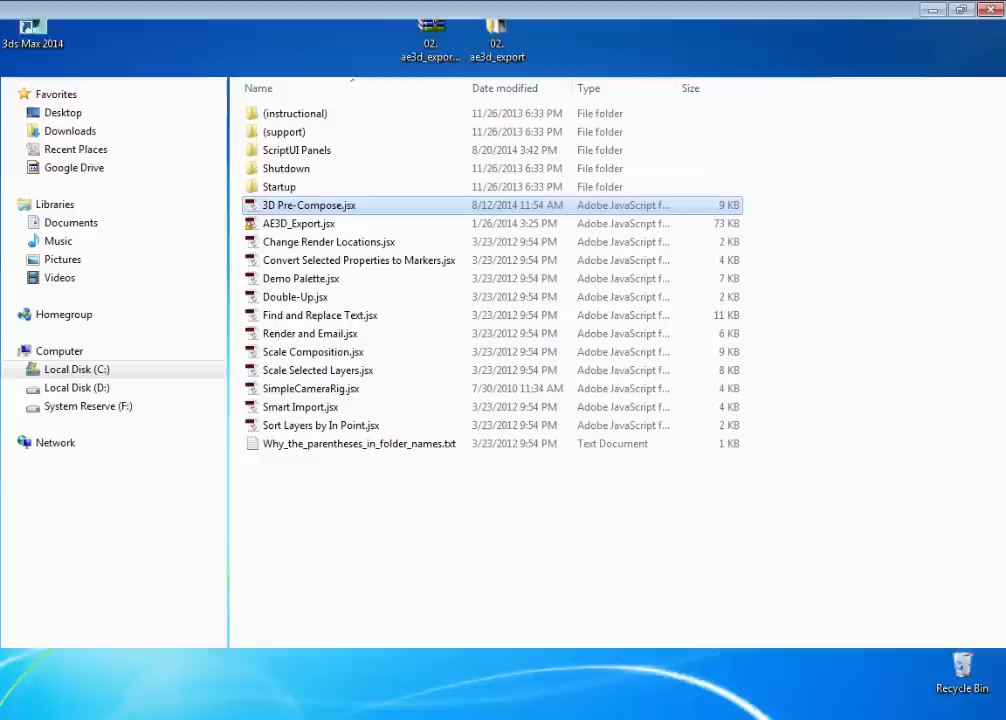 3ds Max 2014
02.
ae3d_expor...
02.
ae3d_export
Favorites
Desktop
Downloads
Recent Places
Google Drive
Libraries
Documents
Music
Pictures
Videos
Homegroup
Computer
Local Disk (C:)
Local Disk (D:)
System Reserve (F:)
Network
Name Date modified Type Size
(instructional) 11/26/2013 6:33 PM File folder
(support) 11/26/2013 6:33 PM File folder
ScriptUI Panels 8/20/2014 3:42 PM File folder
Shutdown 11/26/2013 6:33 PM File folder
Startup 11/26/2013 6:33 PM File folder
3D Pre-Compose.jsx 8/12/2014 11:54 AM Adobe JavaScript f... 9 KB
AE3D_Export.jsx 1/26/2014 3:25 PM Adobe JavaScript f... 73 KB
Change Render Locations.jsx 3/23/2012 9:54 PM Adobe JavaScript f... 2 KB
Convert Selected Properties to Markers.jsx 3/23/2012 9:54 PM Adobe JavaScript f... 4 KB
Demo Palette.jsx 3/23/2012 9:54 PM Adobe JavaScript f... 7 KB
Double-Up.jsx 3/23/2012 9:54 PM Adobe JavaScript f... 2 KB
Find and Replace Text.jsx 3/23/2012 9:54 PM Adobe JavaScript f... 11 KB
Render and Email.jsx 3/23/2012 9:54 PM Adobe JavaScript f... 6 KB
Scale Composition.jsx 3/23/2012 9:54 PM Adobe JavaScript f... 9 KB
Scale Selected Layers.jsx 3/23/2012 9:54 PM Adobe JavaScript f... 8 KB
SimpleCameraRig.jsx 7/30/2010 11:34 AM Adobe JavaScript f... 4 KB
Smart Import.jsx 3/23/2012 9:54 PM Adobe JavaScript f... 4 KB
Sort Layers by In Point.jsx 3/23/2012 9:54 PM Adobe JavaScript f... 2 KB
Why_the_parentheses_in_folder_names.txt 3/23/2012 9:54 PM Text Document 1 KB
Recycle Bin